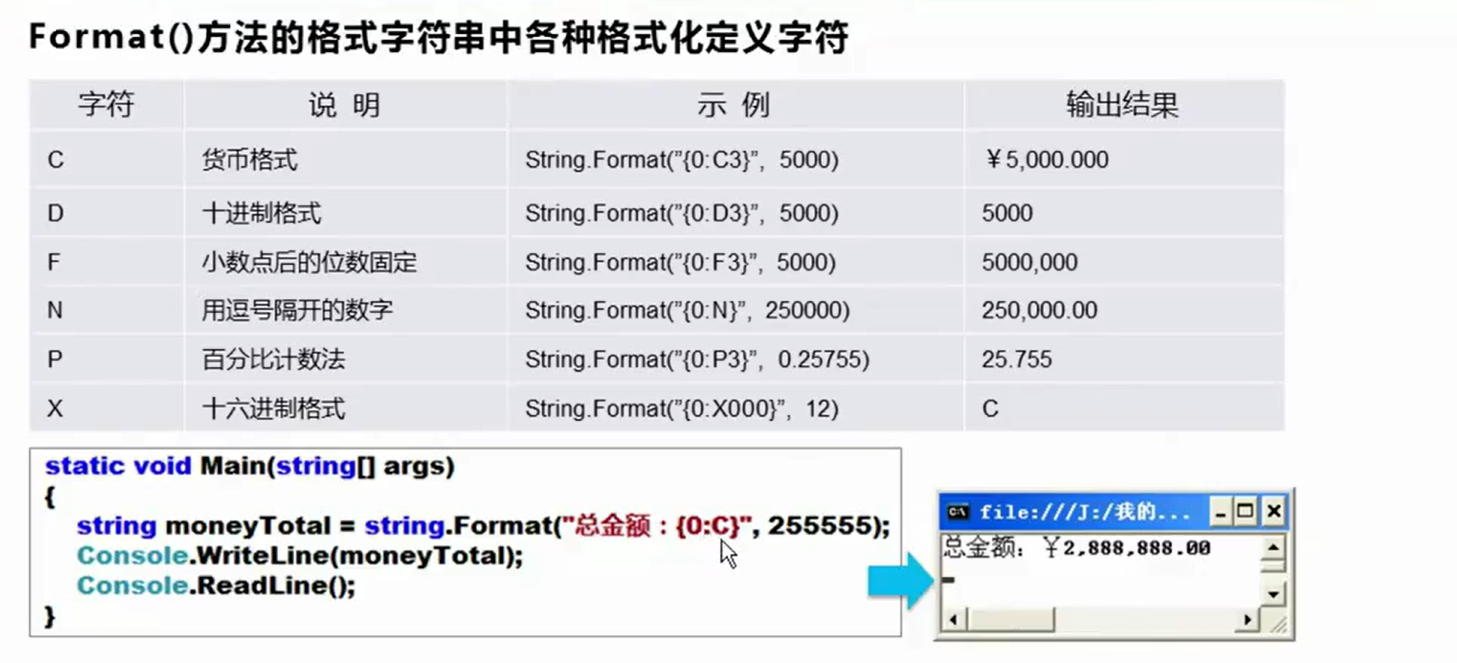 Format()方法的格式字符串中各种格式化定义字符
字符 说 明 示 例 输出结果
C 货币格式 String.Format("{0:C3}", 5000) ￥5,000.000
D 十进制格式 String.Format("{0:D3}", 5000) 5000
F 小数点后的位数固定 String.Format("{0:F3}", 5000) 5000,000
N 用逗号隔开的数字 String.Format("{0:N}", 250000) 250,000.00
P 百分比计数法 String.Format("{0:P3}", 0.25755) 25.755
X 十六进制格式 String.Format("{0:X000}", 12) C
static void Main(string[] args)
{
string moneyTotal = string.Format("总金额：{0:C}", 255555);
Console.WriteLine(moneyTotal);
Console.ReadLine();
}
file:///J:/我的...
总金额：￥2,888,888.00